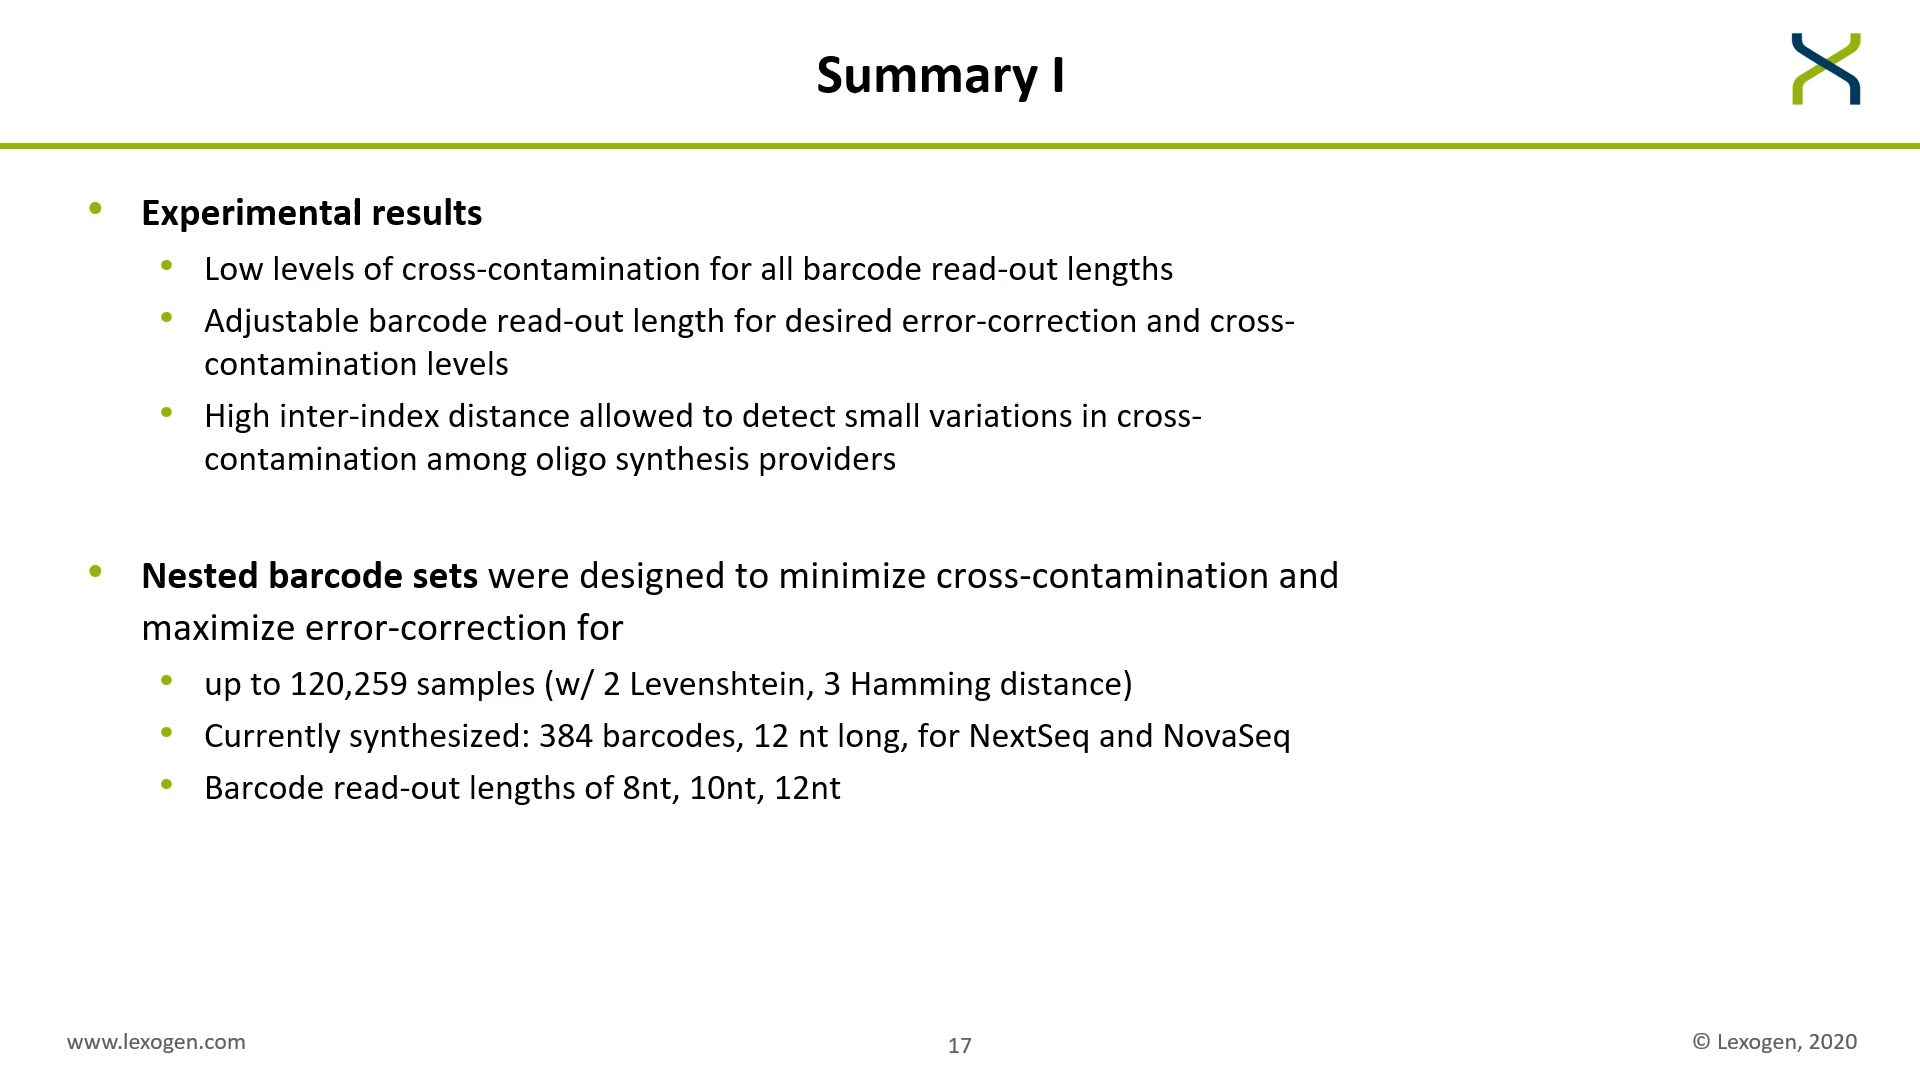 Summary I
• Experimental results
• Low levels of cross-contamination for all barcode read-out lengths
• Adjustable barcode read-out length for desired error-correction and cross-
contamination levels
• High inter-index distance allowed to detect small variations in cross-
contamination among oligo synthesis providers
• Nested barcode sets were designed to minimize cross-contamination and
maximize error-correction for
• up to 120,259 samples (w/ 2 Levenshtein, 3 Hamming distance)
• Currently synthesized: 384 barcodes, 12 nt long, for NextSeq and NovaSeq
• Barcode read-out lengths of 8nt, 10nt, 12nt
www.lexogen.com
17
© Lexogen, 2020